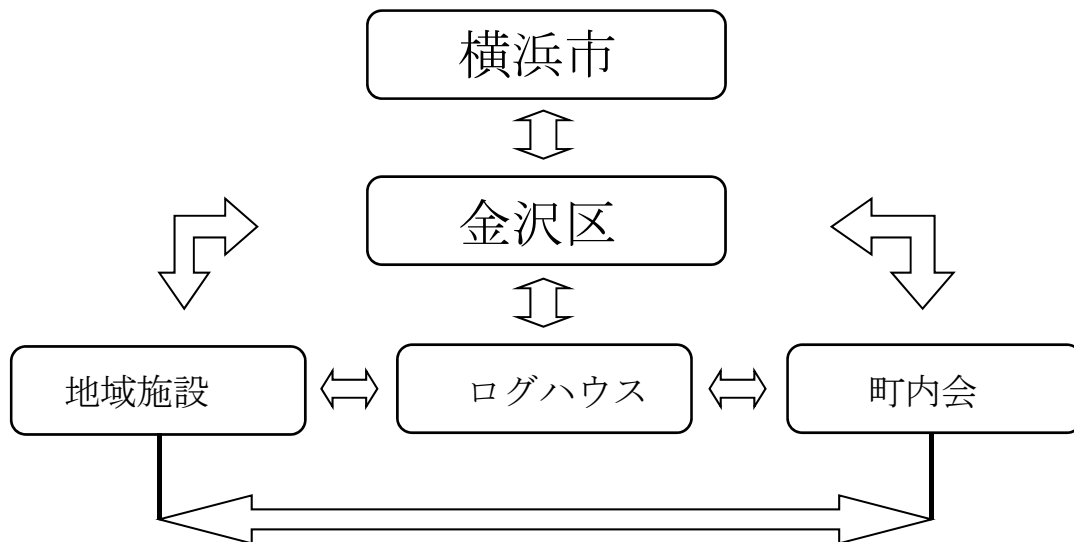 横浜市
金沢区
地域施設
ログハウス
町内会